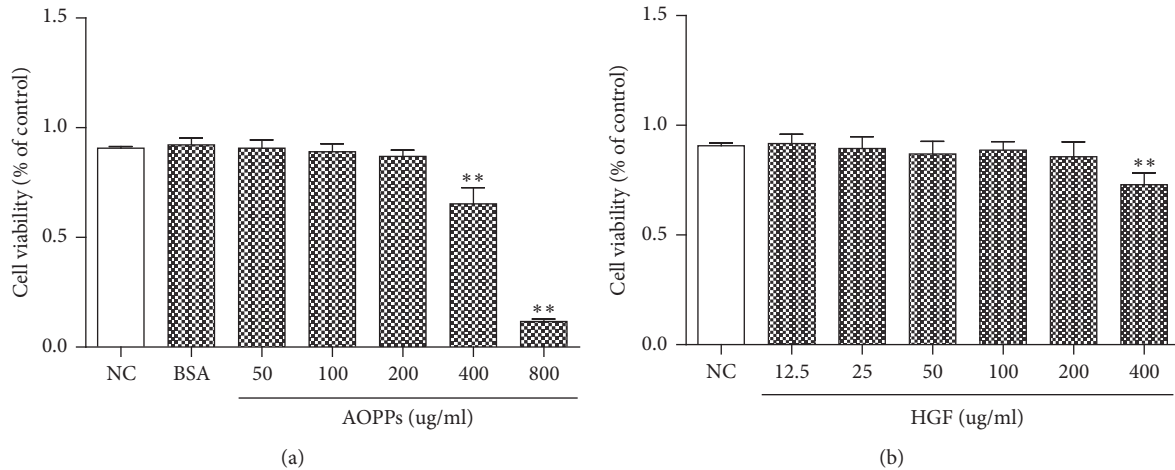 1.5
1.0
0.5
0.0
Cell viability (% of control)
**
**
NC BSA 50 100 200 400 800
AOPPs (ug/ml)
(a)
1.5
1.0
0.5
0.0
Cell viability (% of control)
**
NC 12.5 25 50 100 200 400
HGF (ug/ml)
(b)